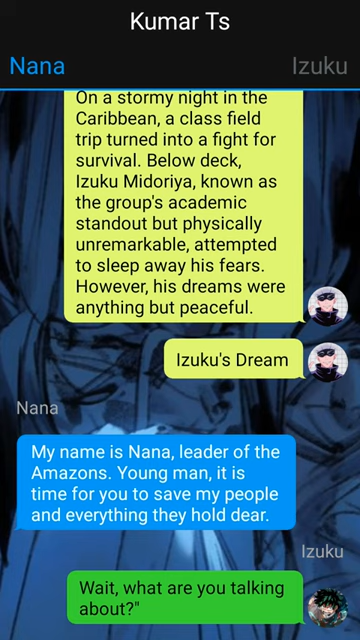 Kumar Ts
Nana
Izuku
On a stormy night in the
Caribbean, a class field
trip turned into a fight for
survival. Below deck,
Izuku Midoriya, known as
the group's academic
standout but physically
unremarkable, attempted
to sleep away his fears.
However, his dreams were
anything but peaceful.
Izuku's Dream
Nana
My name is Nana, leader of the
Amazons. Young man, it is
time for you to save my people
and everything they hold dear.
Izuku
Wait, what are you talking
about?"